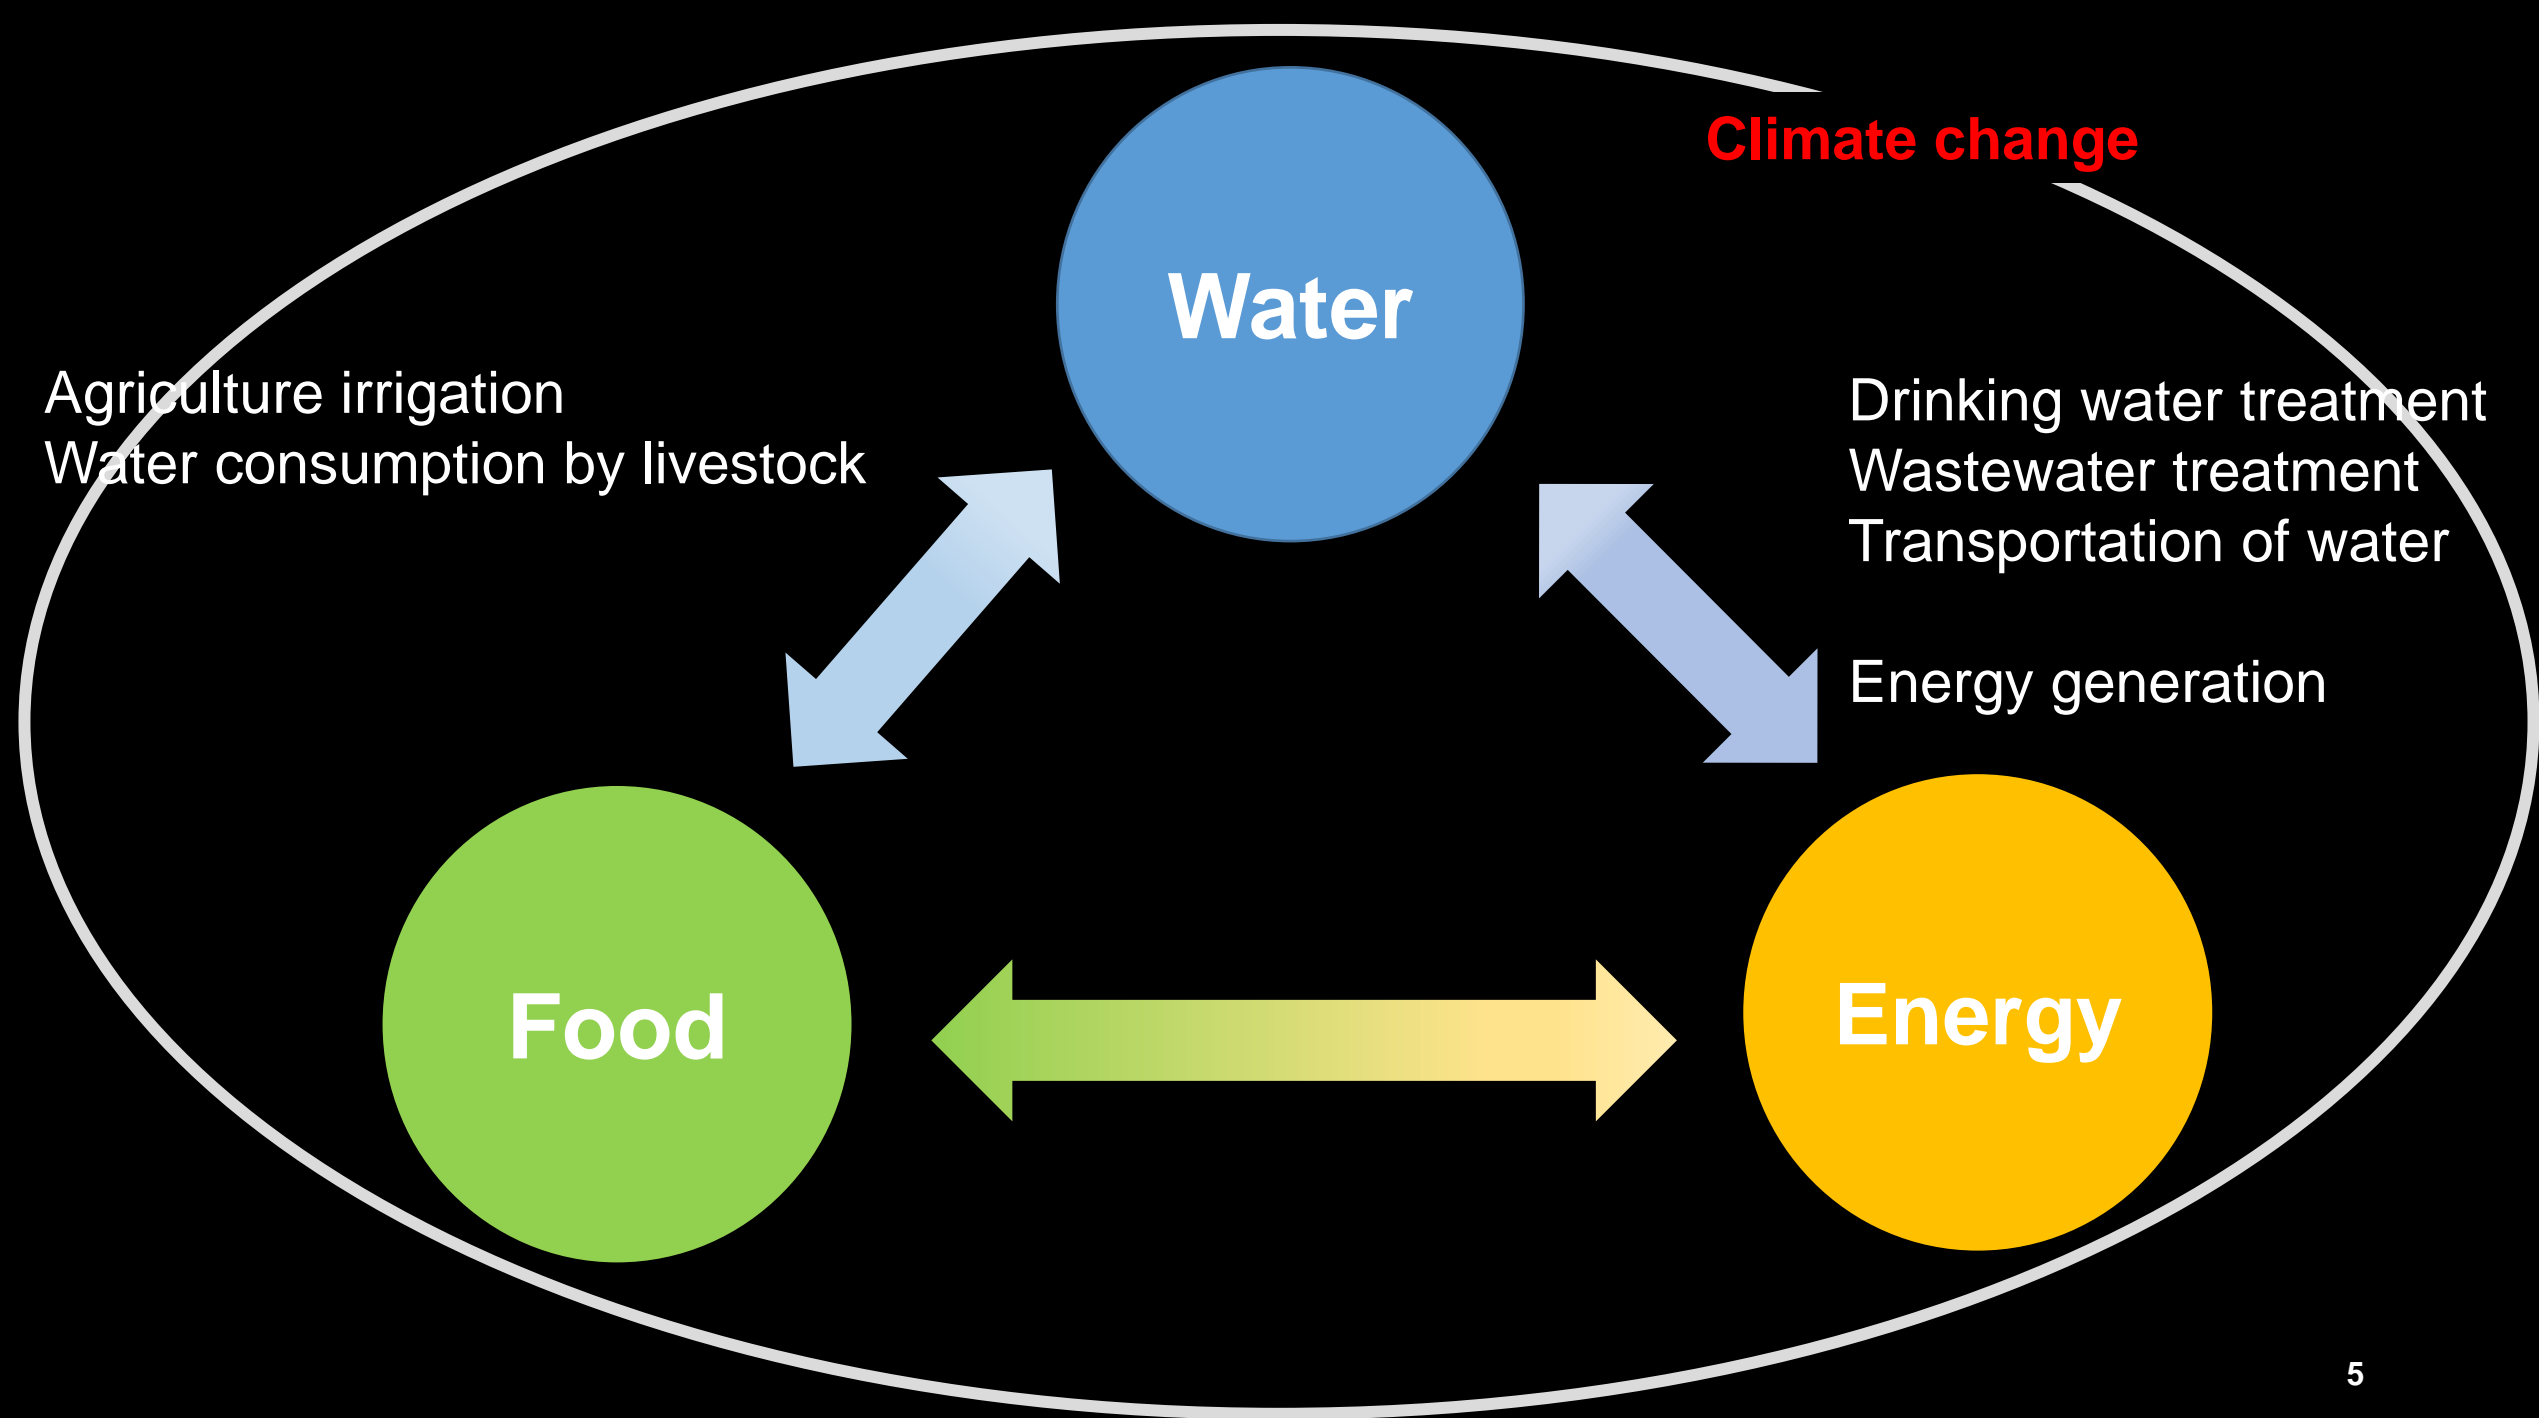 Climate change
Water
Agriculture irrigation
Water consumption by livestock
Drinking water treatment
Wastewater treatment
Transportation of water
Energy generation
Food
Energy
5